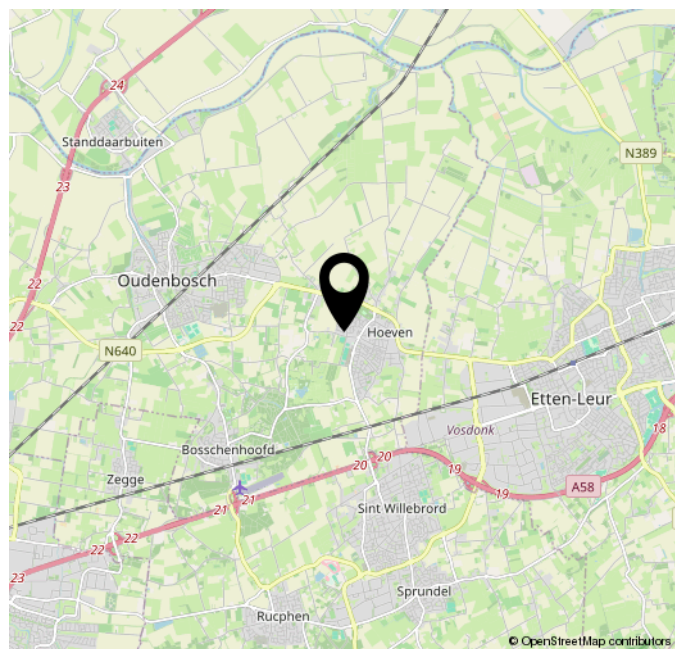 24
Standdaarbuiten
N389
23
22
Oudenbosch
22
Hoeven
N640
Etten-Leur
Vosdonk
18
Bosschenhoofd
20
20
19
Zegge
21
21
19
A58
Sint Willebrord
22
22
23
Sprundel
Rucphen
© OpenStreetMap contributors